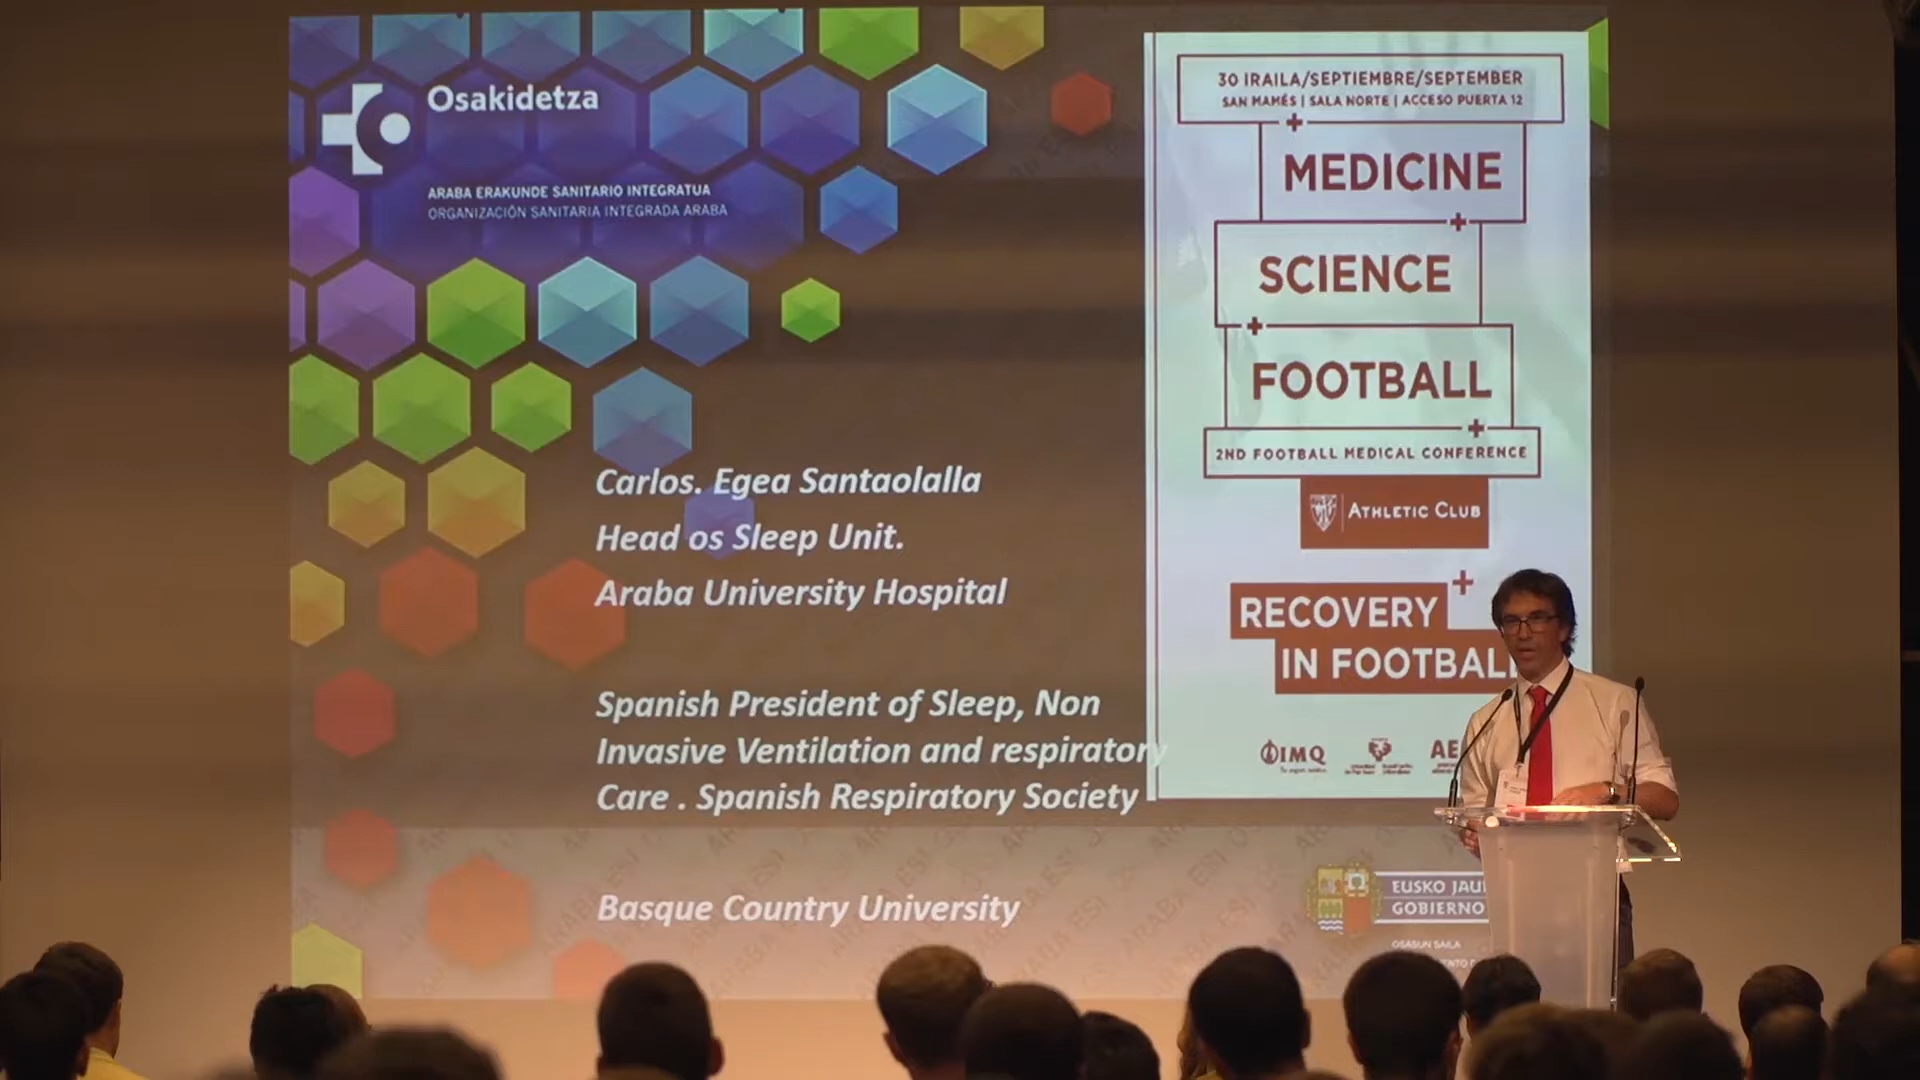 Osakidetza
ARABA ERAKUNDE SANITARIO INTEGRATUA
ORGANIZACIÓN SANITARIA INTEGRADA ARABA
Carlos. Egea Santaolalla
Head os Sleep Unit.
Araba University Hospital
Spanish President of Sleep, Non
Invasive Ventilation and respiratory
Care . Spanish Respiratory Society
Basque Country University
30 IRAILA/SEPTIEMBRE/SEPTEMBER
SAN MAMÉS | SALA NORTE | ACCESO PUERTA 12
MEDICINE
SCIENCE
FOOTBALL
2ND FOOTBALL MEDICAL CONFERENCE
ATHLETIC CLUB
RECOVERY
IN FOOTBALL
IMQ
EUSKO JAU
GOBIERNO
OSASUN SAILA